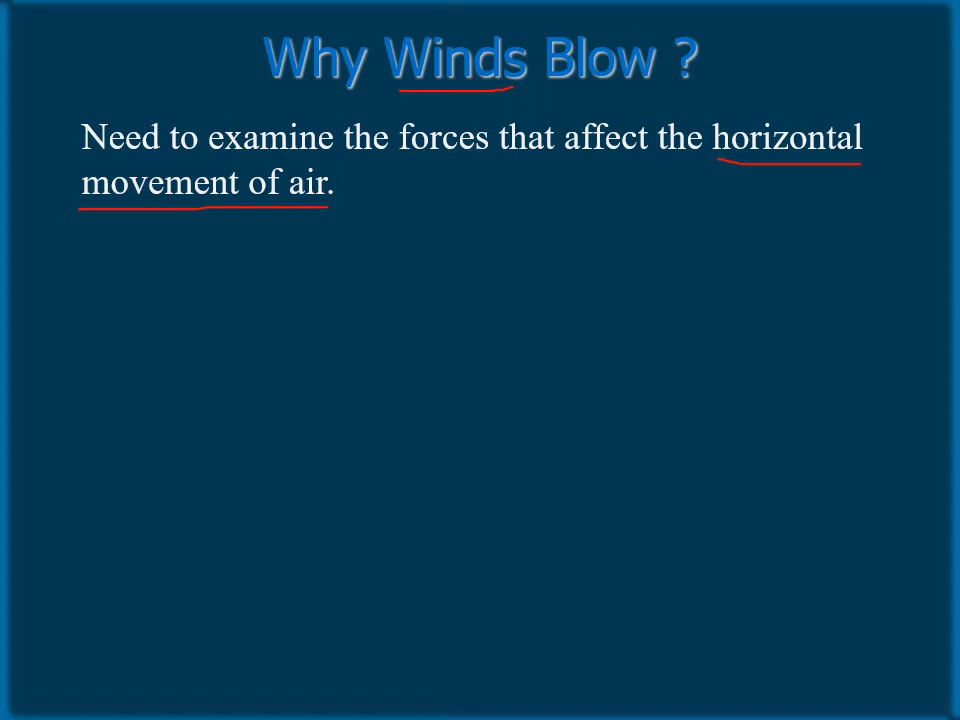 Why Winds Blow ?
Need to examine the forces that affect the horizontal
movement of air.